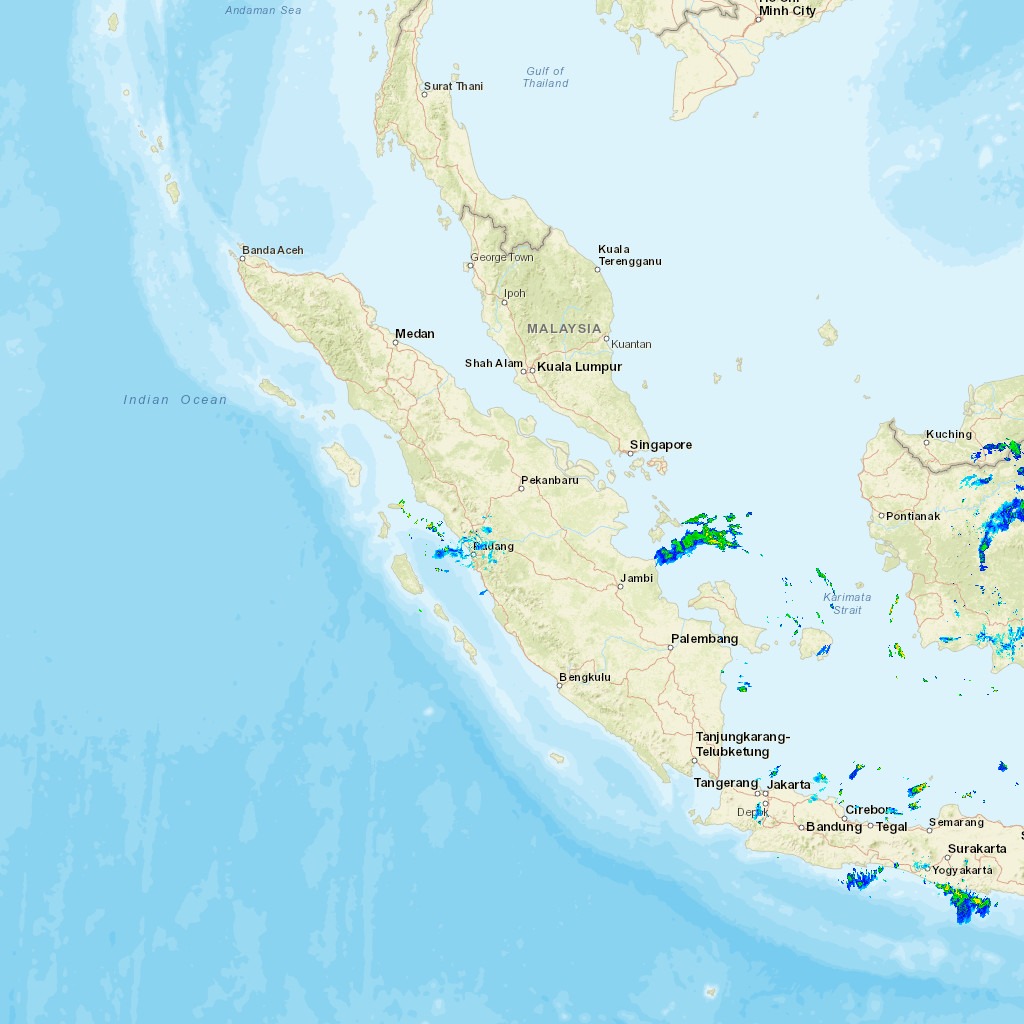 Andaman Sea
Minh City
Gulf of
Thailand
Surat Thani
Banda Aceh
George Town
Kuala
Terengganu
Ipoh
MALAYSIA
Medan
Kuantan
Shah Alam
Kuala Lumpur
Indian Ocean
Kuching
Singapore
Pekanbaru
Pontianak
Padang
Jambi
Karimata
Strait
Palembang
Bengkulu
Tanjungkarang-
Telubketung
Tangerang
Jakarta
Depok
Cirebon
Bandung
Tegal
Semarang
Surakarta
Yogyakarta